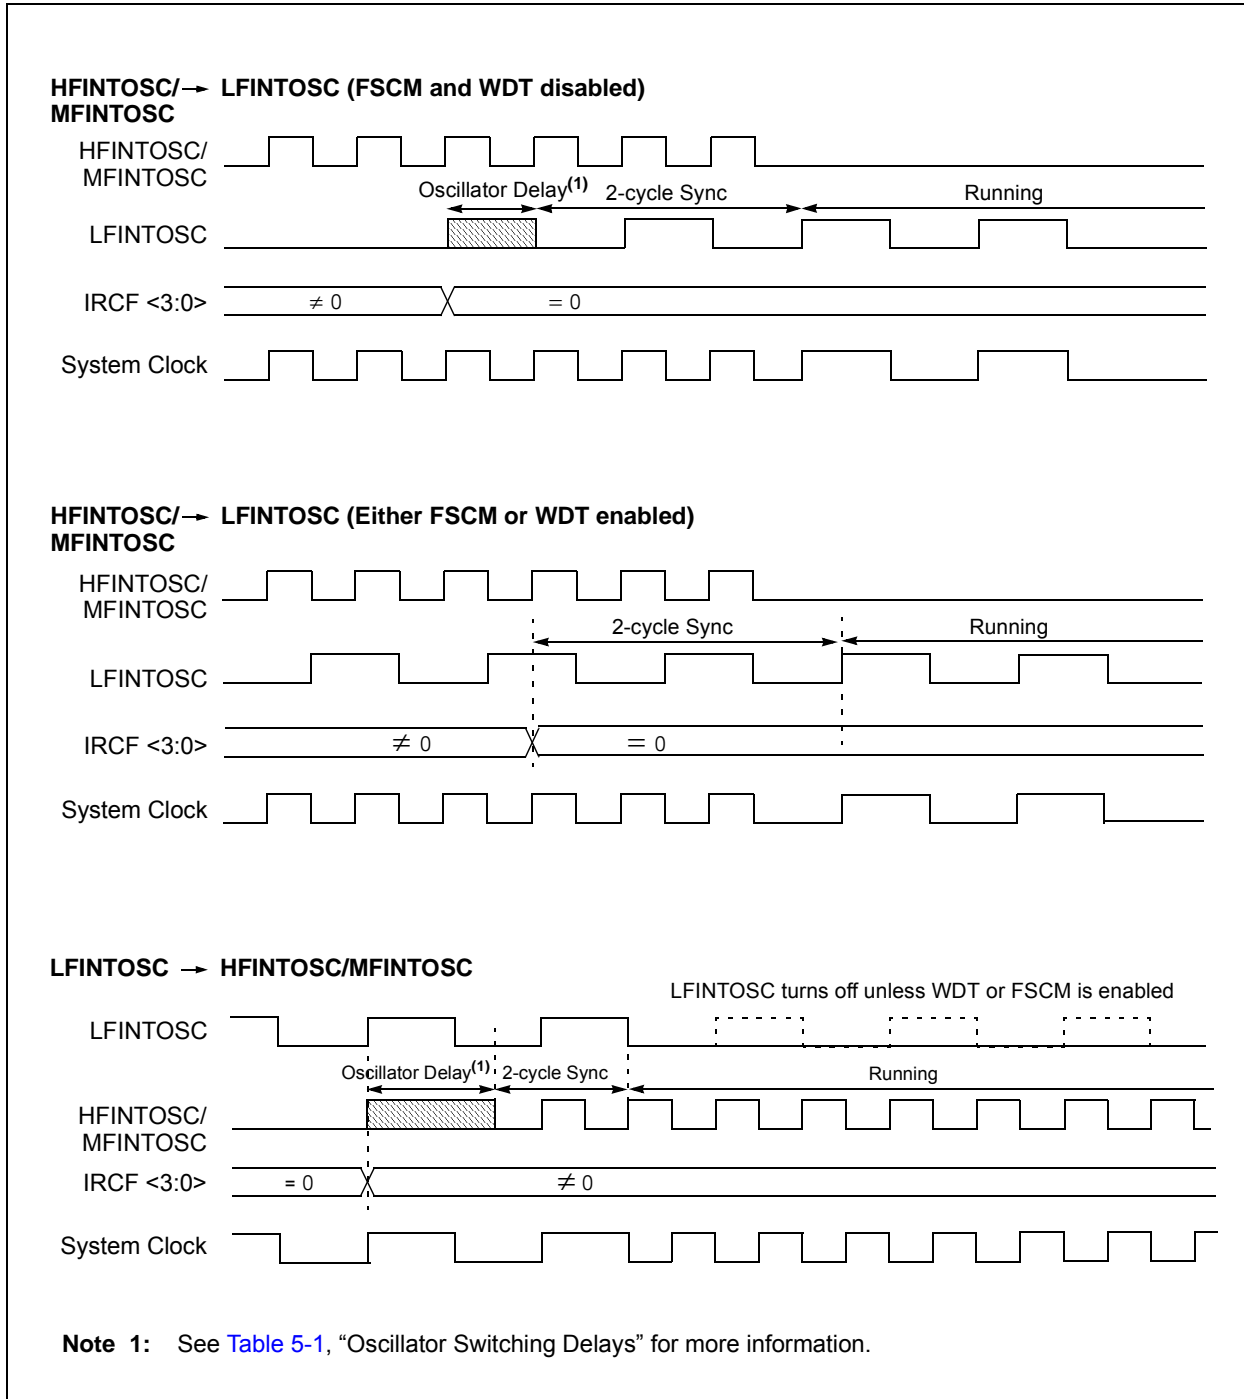 HFINTOSC/→ LFINTOSC (FSCM and WDT disabled)
MFINTOSC
HFINTOSC/
MFINTOSC
Oscillator Delay(1) 2-cycle Sync Running
LFINTOSC
IRCF <3:0> ≠ 0 = 0
System Clock
HFINTOSC/→ LFINTOSC (Either FSCM or WDT enabled)
MFINTOSC
HFINTOSC/
MFINTOSC
2-cycle Sync Running
LFINTOSC
IRCF <3:0> ≠ 0 = 0
System Clock
LFINTOSC → HFINTOSC/MFINTOSC
LFINTOSC turns off unless WDT or FSCM is enabled
LFINTOSC
Oscillator Delay(1) 2-cycle Sync Running
HFINTOSC/
MFINTOSC
IRCF <3:0> = 0 ≠ 0
System Clock
Note 1: See Table 5-1, “Oscillator Switching Delays” for more information.